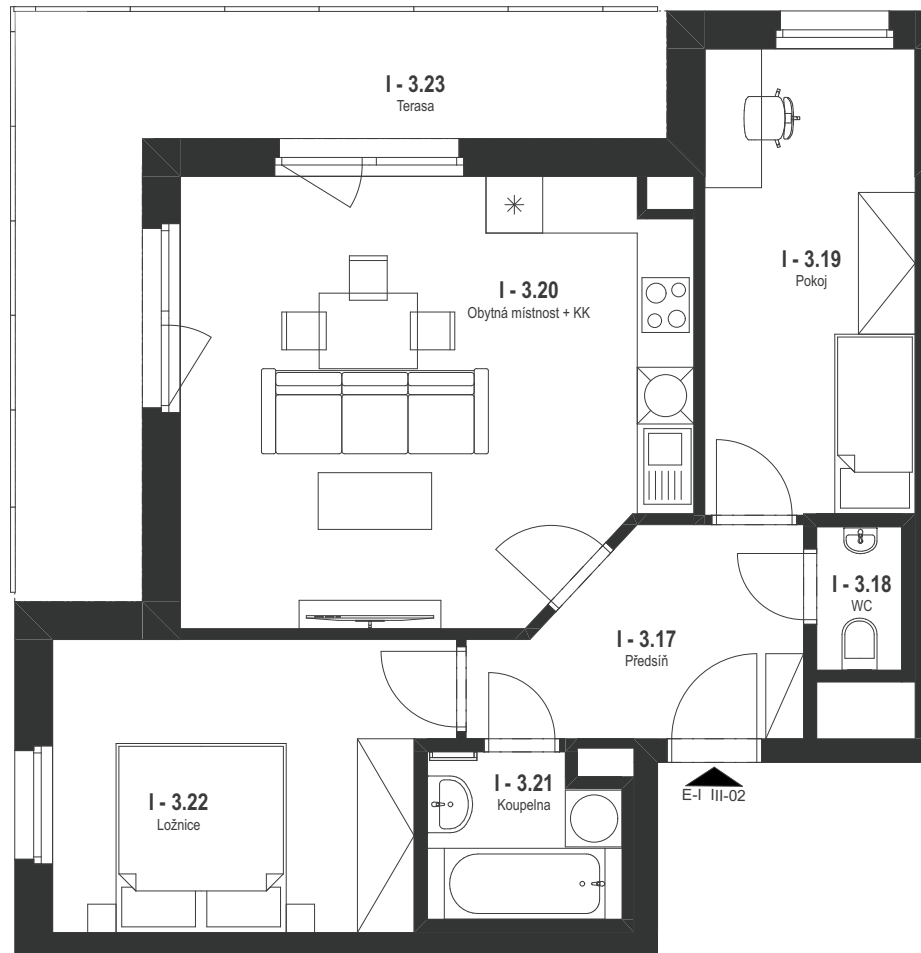 I - 3.23
Terasa
I - 3.19
Pokoj
I - 3.20
Obytná místnost + KK
I - 3.18
WC
I - 3.17
Předsíň
I - 3.21
Koupelna
I - 3.22
Ložnice
E-I III-02